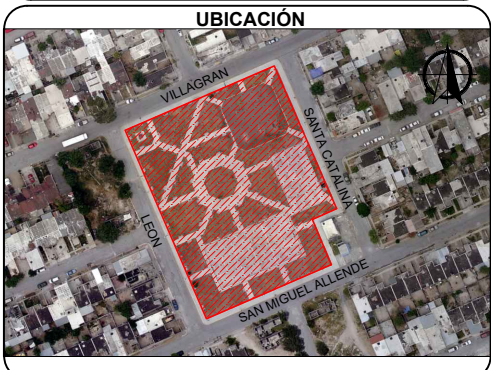 UBICACIÓN
VILLAGRAN
SANTA CATALINA
LEON
SAN MIGUEL ALLENDE